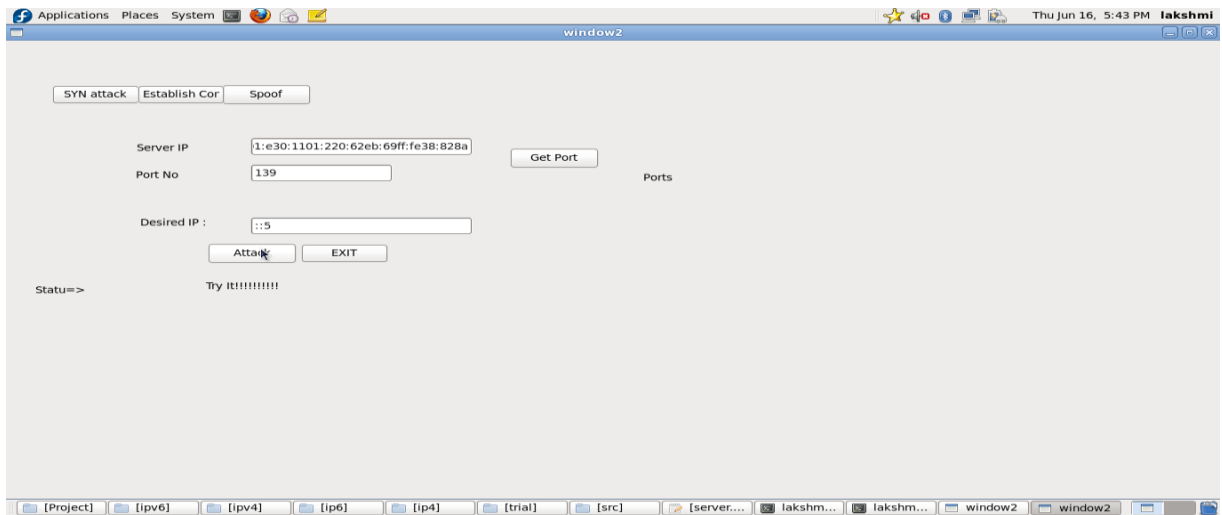 Applications Places System Thu Jun 16, 5:43 PM lakshmi
window2
SYN attack Establish Cor Spoof
Server IP 1:e30:1101:220:62eb:69ff:fe38:828a
Get Port
Port No 139
Ports
Desired IP : ::5
Attack EXIT
Statu=> Try It!!!!!!!!!!
[Project] [ipv6] [ipv4] [ip6] [ip4] [trial] [src] [server.... lakshm... lakshm... window2 window2